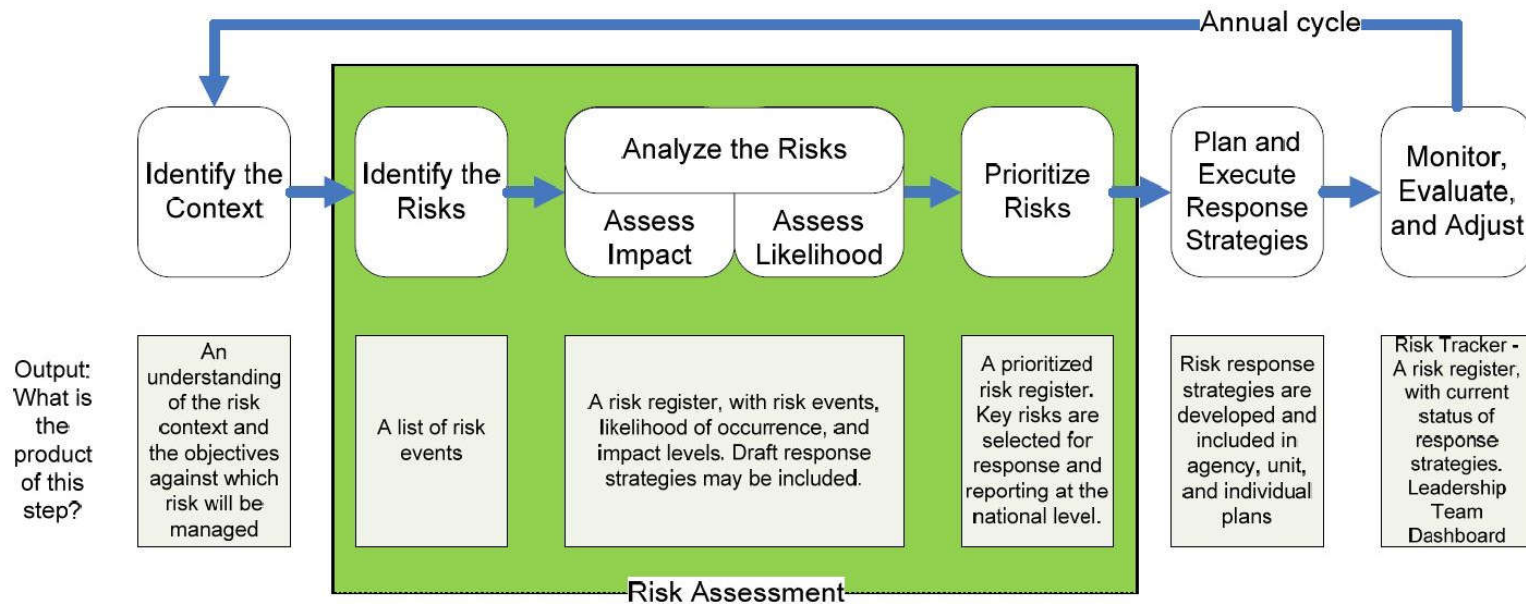 Annual cycle
Identify the
Context
Identify the
Risks
Analyze the Risks
Assess
Impact
Assess
Likelihood
Prioritize
Risks
Plan and
Execute
Response
Strategies
Monitor,
Evaluate,
and Adjust
Output:
What is
the
product
of this
step?
An
understanding
of the risk
context and
the objectives
against which
risk will be
managed
A list of risk
events
A risk register, with risk events,
likelihood of occurrence, and
impact levels. Draft response
strategies may be included.
A prioritized
risk register.
Key risks are
selected for
response and
reporting at the
national level.
Risk response
strategies are
developed and
included in
agency, unit,
and individual
plans
Risk Tracker -
A risk register,
with current
status of
response
strategies.
Leadership
Team
Dashboard
Risk Assessment